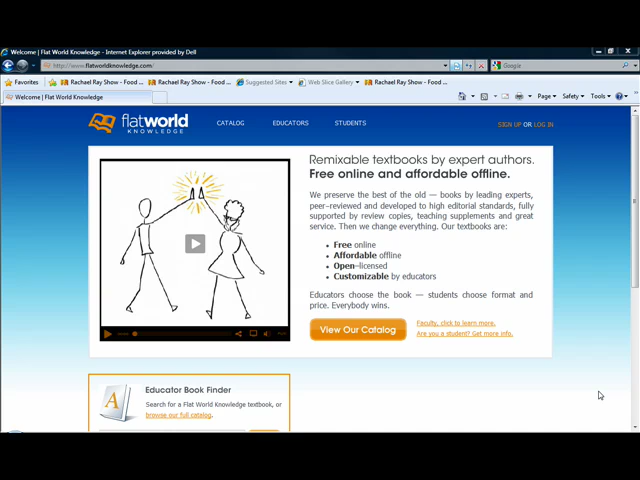 Welcome | Flat World Knowledge - Internet Explorer provided by Dell
http://www.flatworldknowledge.com/
Google
Favorites
Rachael Ray Show - Food ...
Rachael Ray Show - Food ...
Suggested Sites
Web Slice Gallery
Rachael Ray Show - Food ...
Welcome | Flat World Knowledge
Page
Safety
Tools
flatworld
KNOWLEDGE
CATALOG
EDUCATORS
STUDENTS
SIGN UP OR LOG IN
Remixable textbooks by expert authors.
Free online and affordable offline.
We preserve the best of the old — books by leading experts,
peer-reviewed and developed to high editorial standards, fully
supported by review copies, teaching supplements and great
service. Then we change everything. Our textbooks are:
Free online
Affordable offline
Open-licensed
Customizable by educators
Educators choose the book — students choose format and
price. Everybody wins.
View Our Catalog
Faculty, click to learn more.
Are you a student? Get more info.
A
Educator Book Finder
Search for a Flat World Knowledge textbook, or
browse our full catalog.